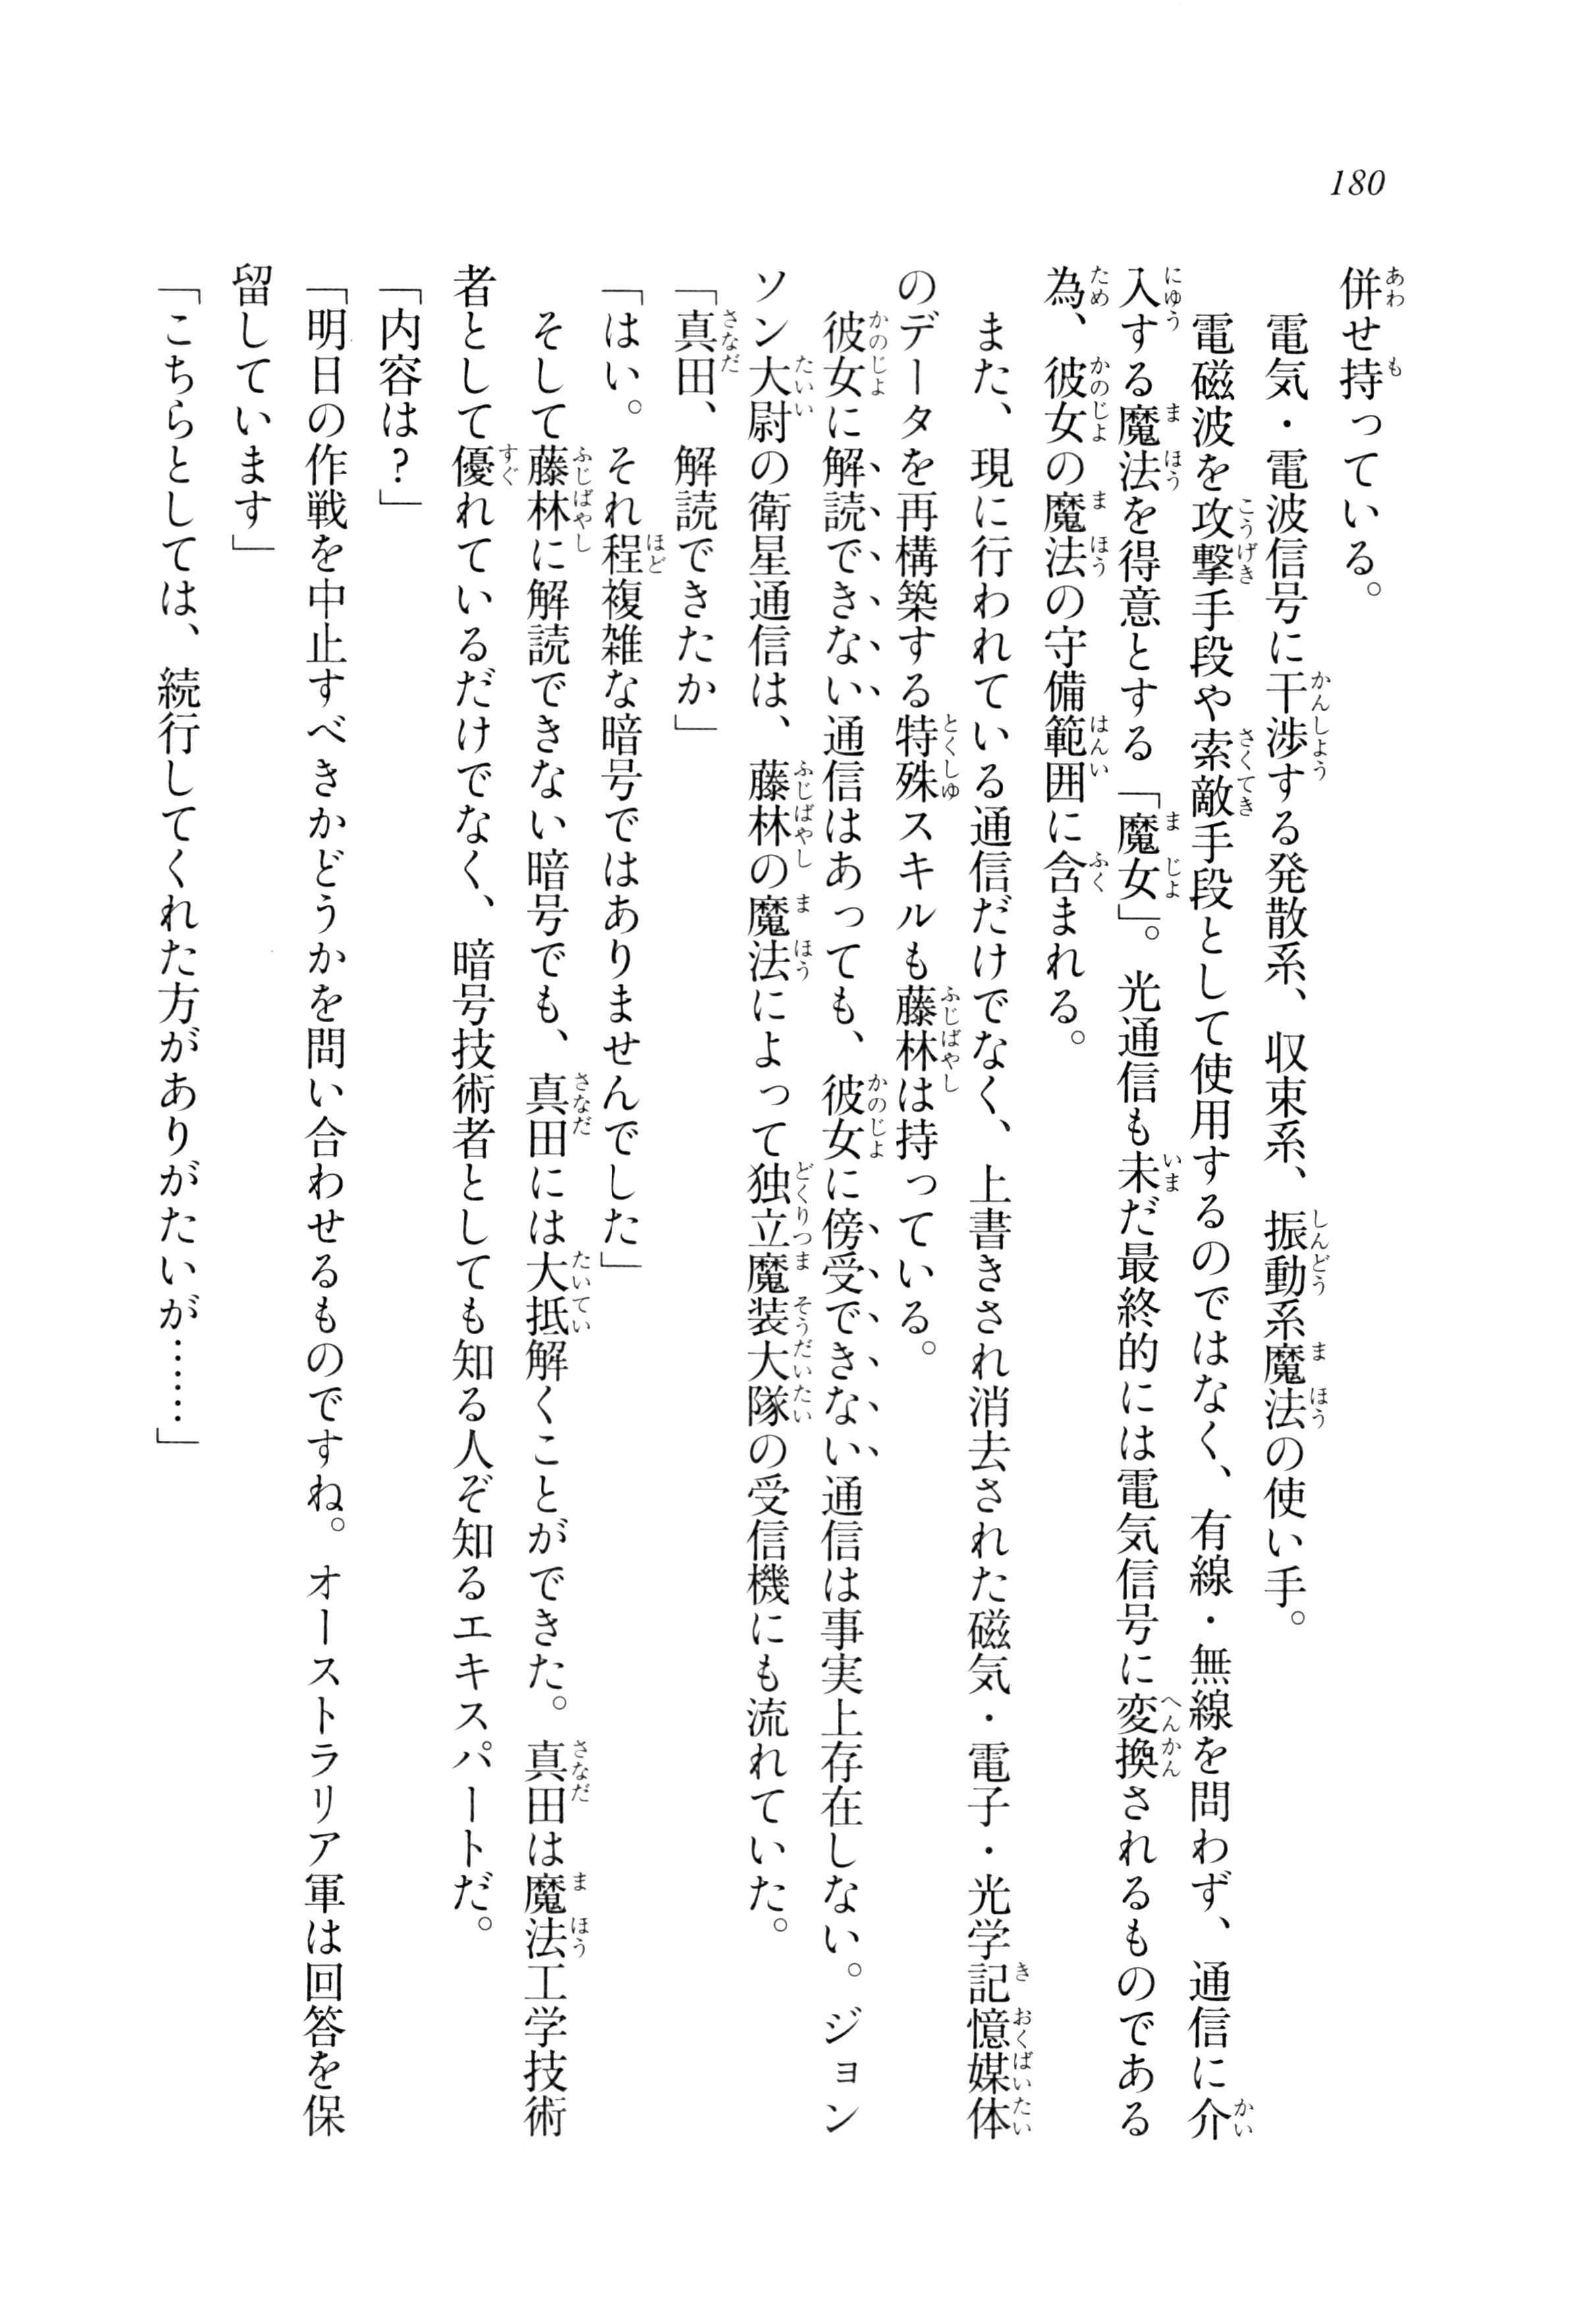 180
併せ持っている。
　電気・電波信号に干渉する発散系、収束系、振動系魔法の使い手。
　電磁波を攻撃手段や索敵手段として使用するのではなく、有線・無線を問わず、通信に介
入する魔法を得意とする「魔女」。光通信も未だ最終的には電気信号に変換されるものである
為、彼女の魔法の守備範囲に含まれる。
　また、現に行われている通信だけでなく、上書きされ消去された磁気・電子・光学記憶媒体
のデータを再構築する特殊スキルも藤林は持っている。
　彼女に解読できない通信はあっても、彼女に傍受できない通信は事実上存在しない。ジョン
ソン大尉の衛星通信は、藤林の魔法によって独立魔装大隊の受信機にも流れていた。
「真田、解読できたか」
「はい。それ程複雑な暗号ではありませんでした」
　そして藤林に解読できない暗号でも、真田には大抵解くことができた。真田は魔法工学技術
者として優れているだけでなく、暗号技術者としても知る人ぞ知るエキスパートだ。
「内容は？」
「明日の作戦を中止すべきかどうかを問い合わせるものですね。オーストラリア軍は回答を保
留しています」
「こちらとしては、続行してくれた方がありがたいが……」